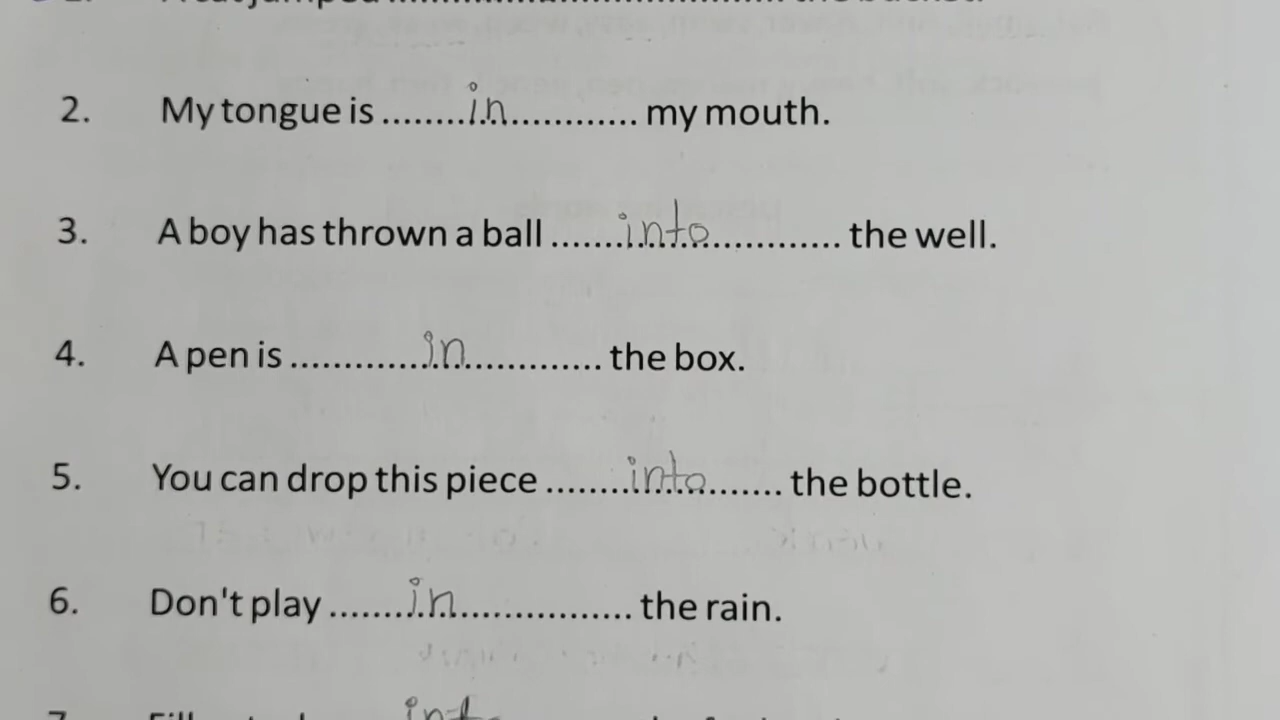 2. My tongue is ........in............ my mouth.
3. A boy has thrown a ball .......into............. the well.
4. A pen is .............in............. the box.
5. You can drop this piece ........into........ the bottle.
6. Don't play ........in................ the rain.